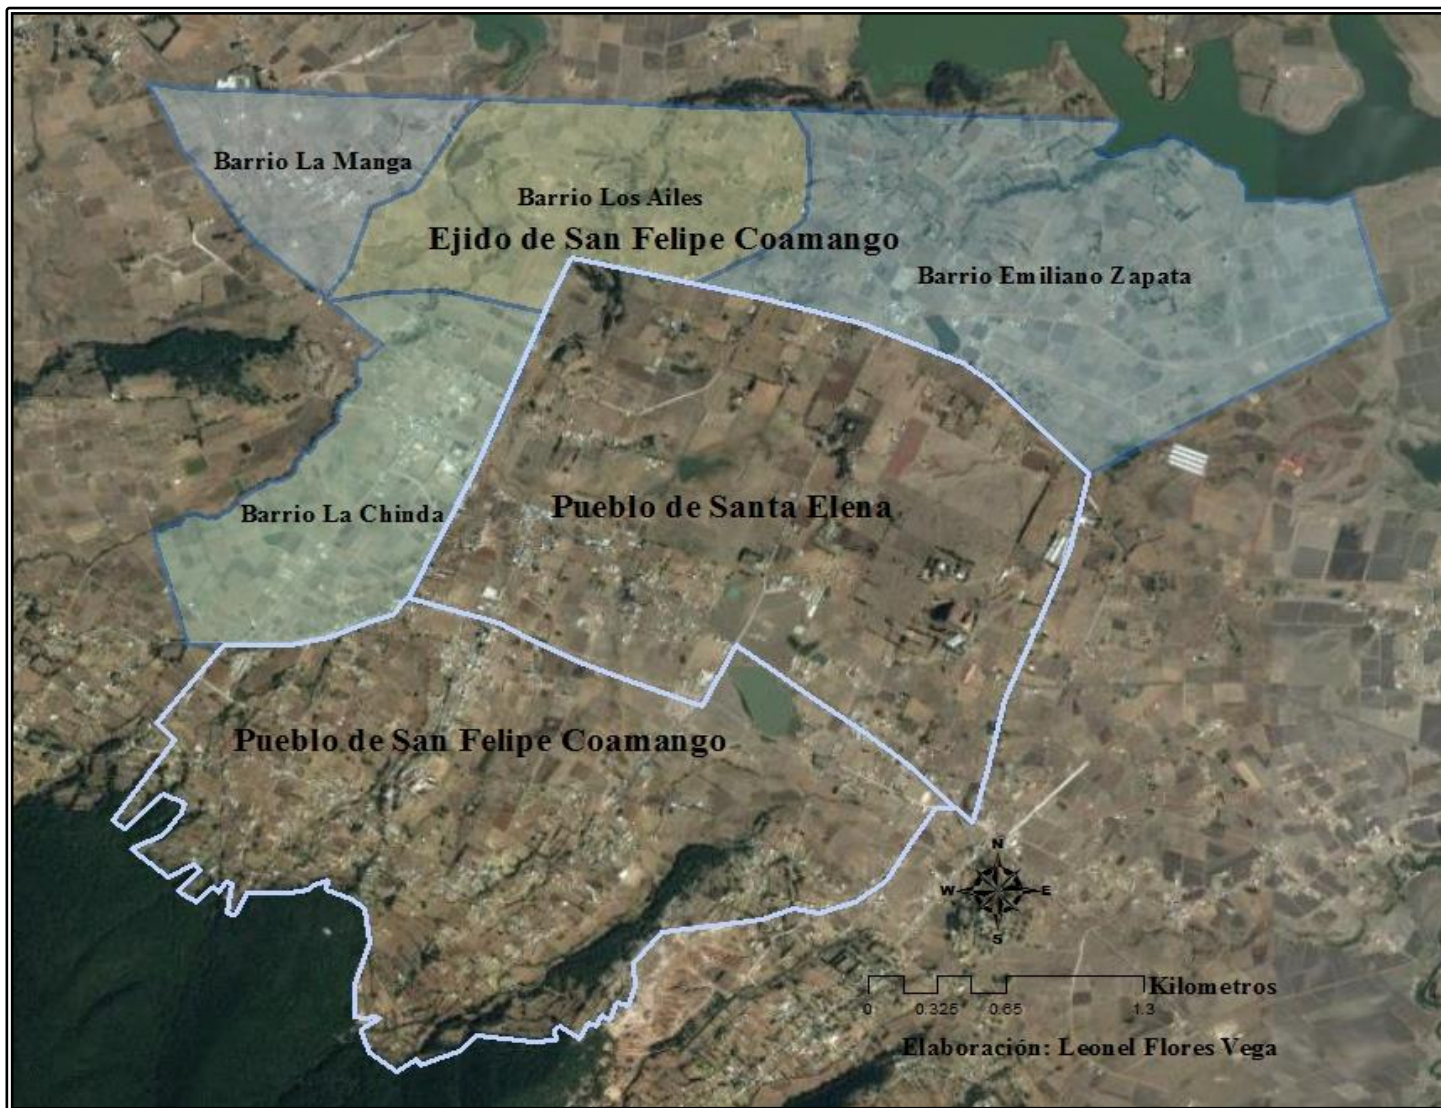 Barrio La Manga
Barrio Los Ailes
Ejido de San Felipe Coamango
Barrio Emiliano Zapata
Pueblo de Santa Elena
Barrio La Chinda
Pueblo de San Felipe Coamango
N
W E
S
Kilometros
0 0.325 0.65 1.3
Elaboración: Leonel Flores Vega